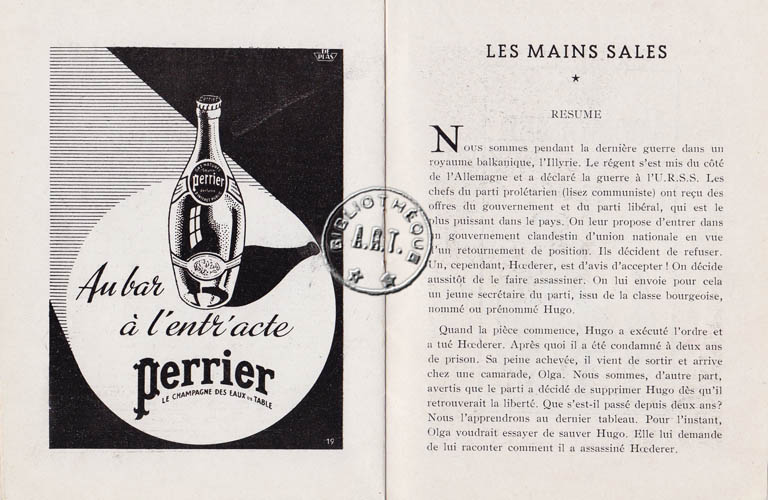 DE PLAS
Perrier
Au bar
à l'entr'acte
Perrier
LE CHAMPAGNE DES EAUX DE TABLE
19
BIBLIOTHÈQUE
A.R.T.
LES MAINS SALES
RESUME
Nous sommes pendant la dernière guerre dans un
royaume balkanique, l'Illyrie. Le régent s'est mis du côté
de l'Allemagne et a déclaré la guerre à l'U.R.S.S. Les
chefs du parti prolétarien (lisez communiste) ont reçu des
offres du gouvernement et du parti libéral, qui est le
plus puissant dans le pays. On leur propose d'entrer dans
un gouvernement clandestin d'union nationale en vue
d'un retournement de position. Ils décident de refuser.
Un, cependant, Hœderer, est d'avis d'accepter ! On décide
aussitôt de le faire assassiner. On lui envoie pour cela
un jeune secrétaire du parti, issu de la classe bourgeoise,
nommé ou prénommé Hugo.
Quand la pièce commence, Hugo a exécuté l'ordre et
a tué Hœderer. Après quoi il a été condamné à deux ans
de prison. Sa peine achevée, il vient de sortir et arrive
chez une camarade, Olga. Nous sommes, d'autre part,
avertis que le parti a décidé de supprimer Hugo dès qu'il
retrouverait la liberté. Que s'est-il passé depuis deux ans?
Nous l'apprendrons au dernier tableau. Pour l'instant,
Olga voudrait essayer de sauver Hugo. Elle lui demande
de lui raconter comment il a assassiné Hœderer.